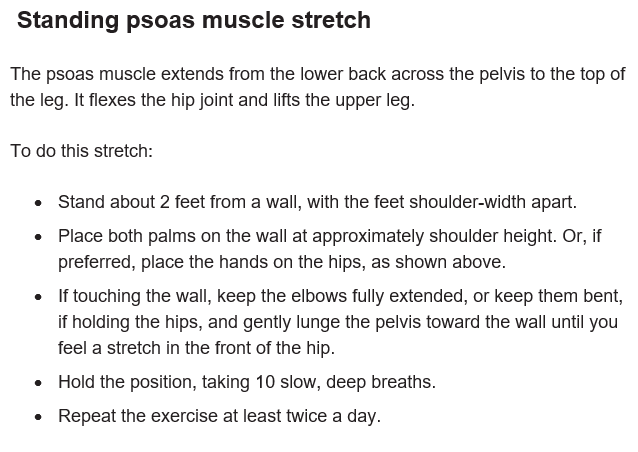 Standing psoas muscle stretch
The psoas muscle extends from the lower back across the pelvis to the top of
the leg. It flexes the hip joint and lifts the upper leg.
To do this stretch:
• Stand about 2 feet from a wall, with the feet shoulder-width apart.
• Place both palms on the wall at approximately shoulder height. Or, if
preferred, place the hands on the hips, as shown above.
• If touching the wall, keep the elbows fully extended, or keep them bent,
if holding the hips, and gently lunge the pelvis toward the wall until you
feel a stretch in the front of the hip.
• Hold the position, taking 10 slow, deep breaths.
• Repeat the exercise at least twice a day.